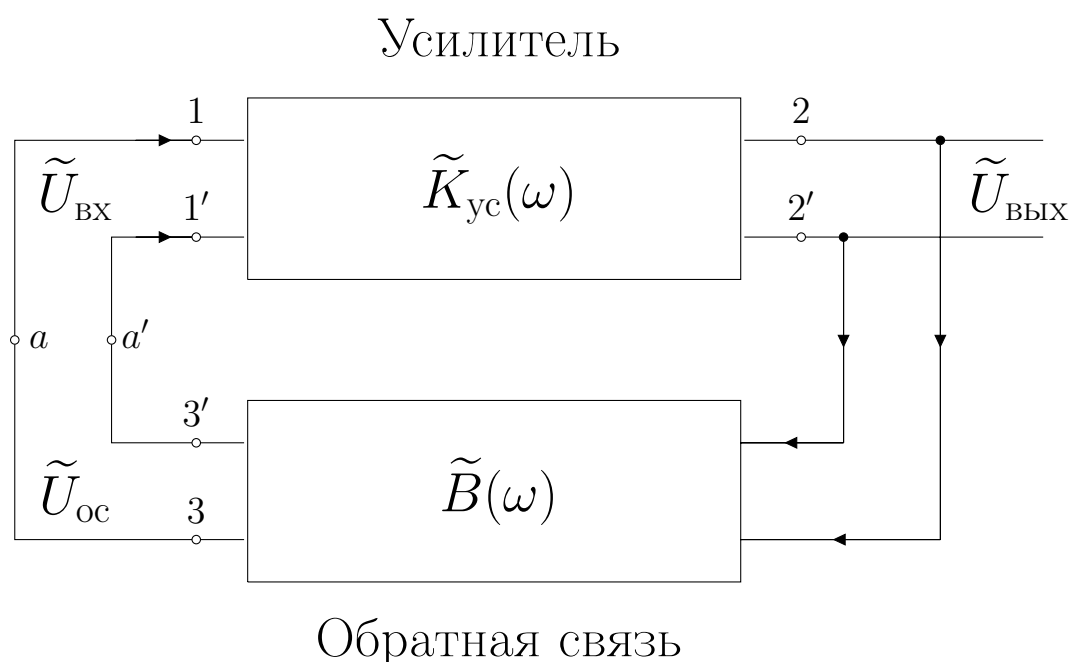 Усилитель
1
2
Ũвх
K̃ус(ω)
Ũвых
1′
2′
a
a′
3′
Ũос
B̃(ω)
3
Обратная связь